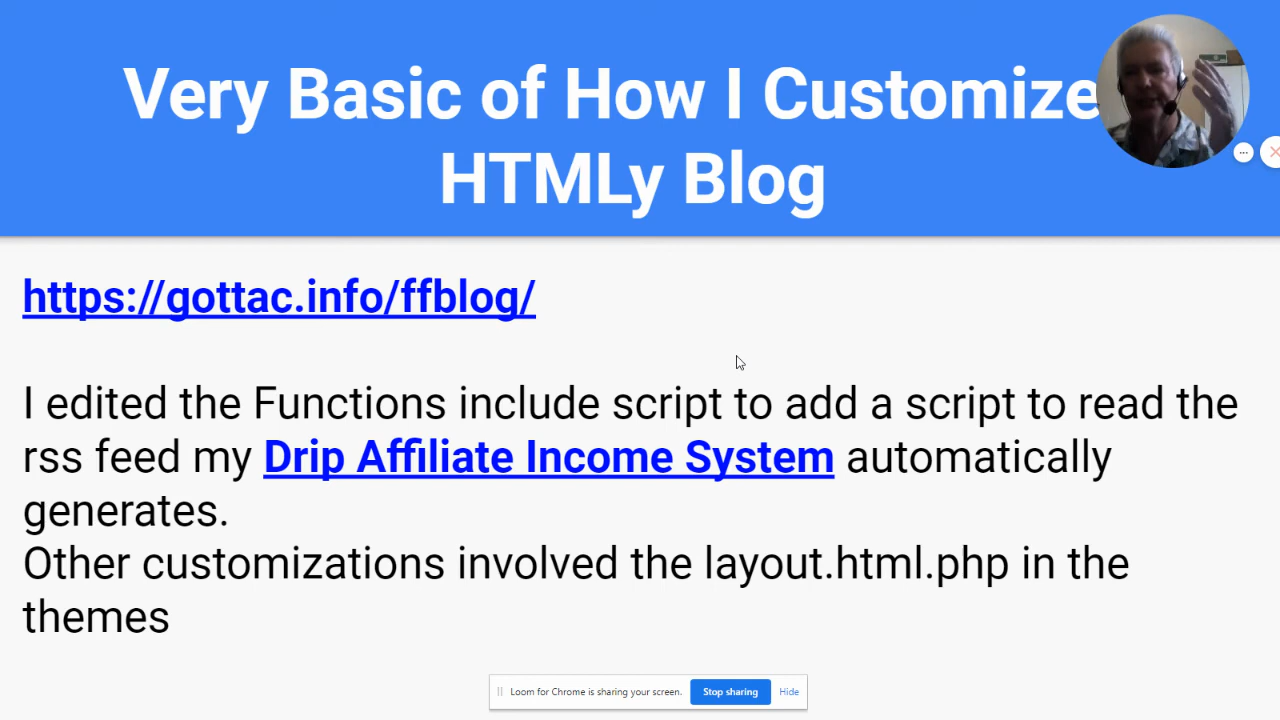 Very Basic of How I Customize
HTMLy Blog
https://gottac.info/ffblog/
I edited the Functions include script to add a script to read the
rss feed my Drip Affiliate Income System automatically
generates.
Other customizations involved the layout.html.php in the
themes
Loom for Chrome is sharing your screen. Stop sharing Hide